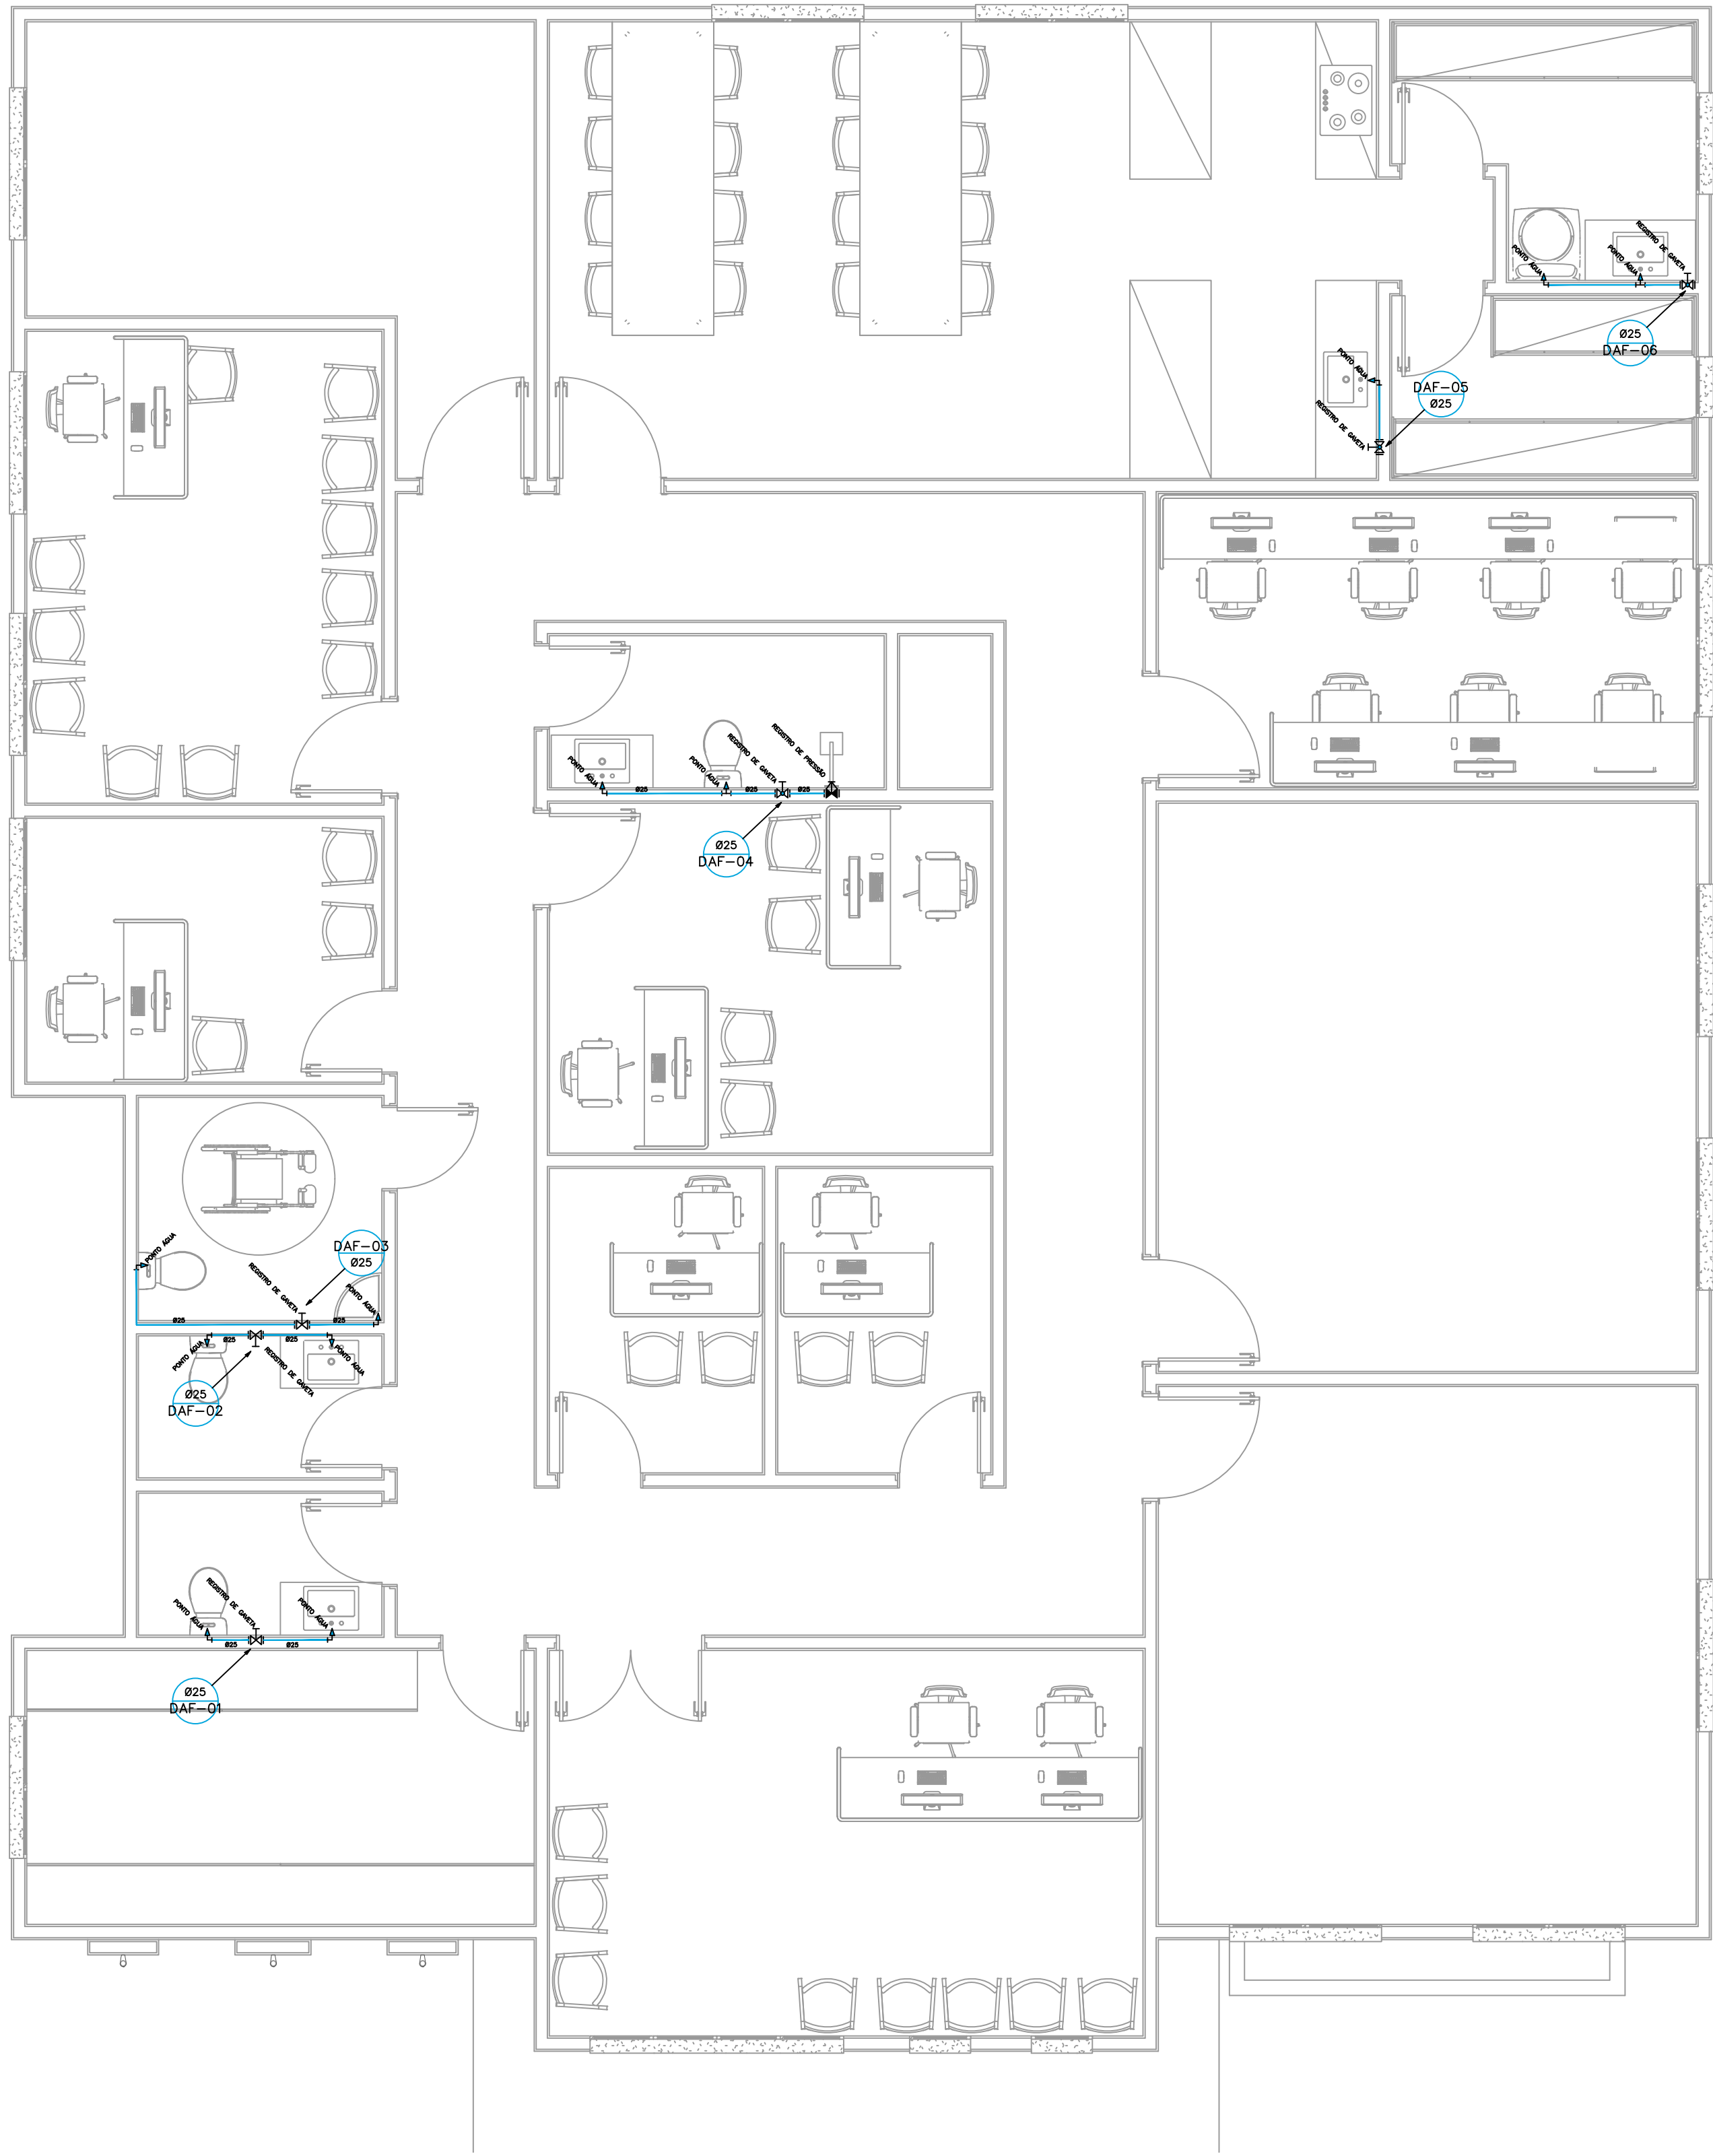 REGISTRO DE GAVETA
PONTO ÁGUA
PONTO ÁGUA
Ø25
DAF-06
PONTO ÁGUA
DAF-05
Ø25
REGISTRO DE GAVETA
REGISTRO DE PRESSÃO
REGISTRO DE GAVETA
PONTO ÁGUA
PONTO ÁGUA
Ø25
Ø25
Ø25
Ø25
DAF-04
PONTO ÁGUA
DAF-03
Ø25
REGISTRO DE GAVETA
PONTO ÁGUA
Ø25
Ø25
Ø25
Ø25
PONTO ÁGUA
PONTO ÁGUA
REGISTRO DE GAVETA
Ø25
DAF-02
REGISTRO DE GAVETA
PONTO ÁGUA
PONTO ÁGUA
Ø25
Ø25
Ø25
DAF-01